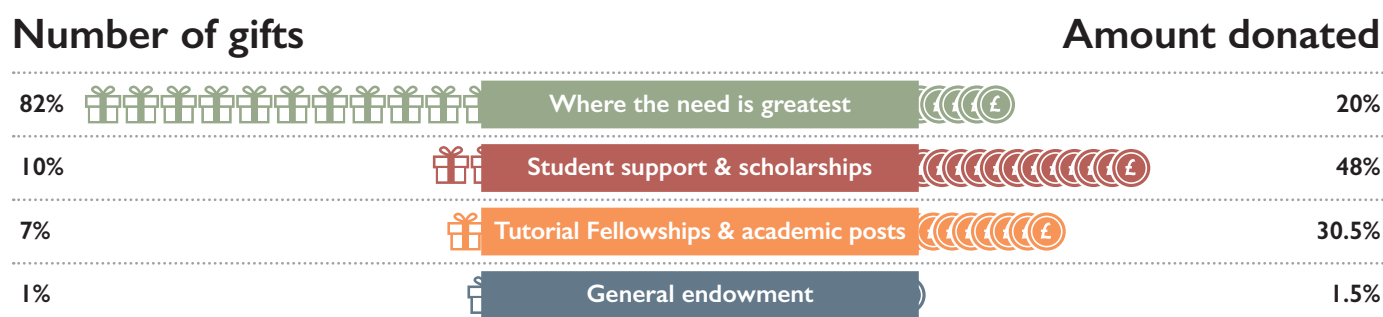 Number of gifts Amount donated
82% Where the need is greatest £ £ £ £ 20%
10% Student support & scholarships £ £ £ £ £ £ £ £ £ £ £ 48%
7% Tutorial Fellowships & academic posts £ £ £ £ £ £ £ 30.5%
1% General endowment 1.5%